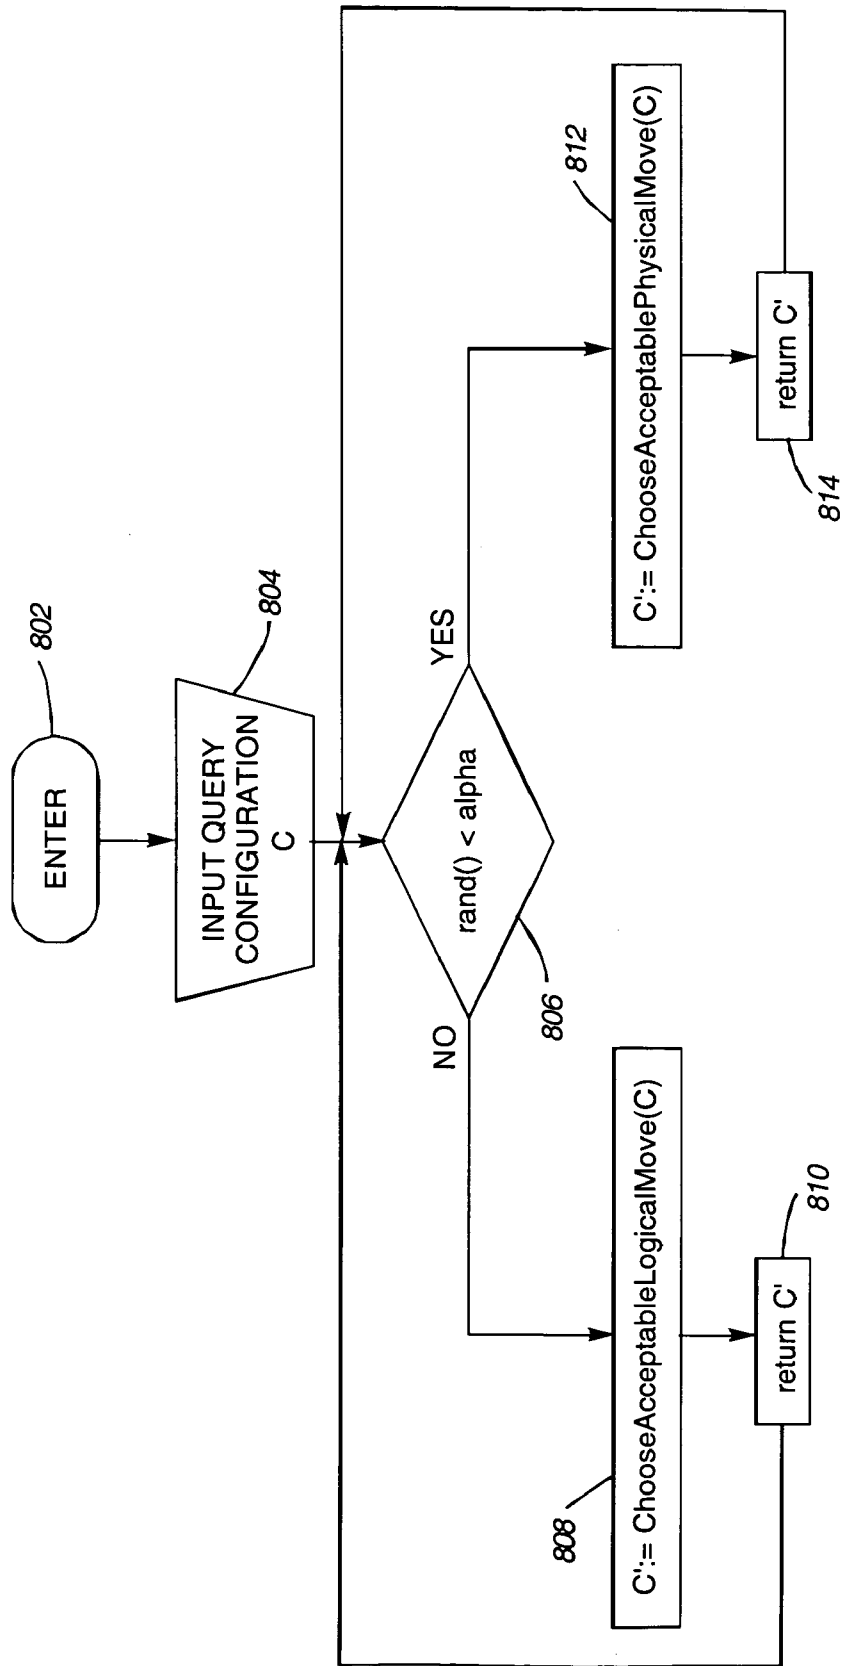 ENTER
802
INPUT QUERY
CONFIGURATION
C
804
rand() < alpha
806
NO
YES
C':= ChooseAcceptableLogicalMove(C)
808
return C'
810
C':= ChooseAcceptablePhysicalMove(C)
812
return C'
814